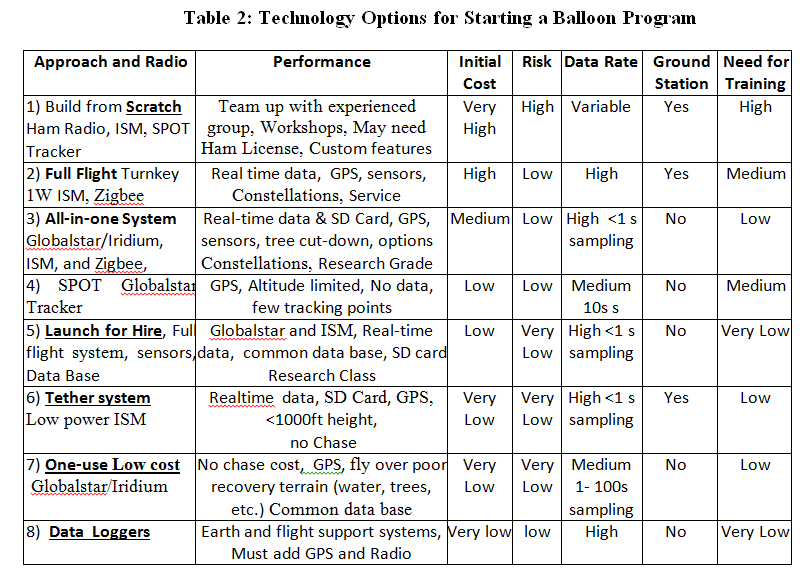 Table 2: Technology Options for Starting a Balloon Program
Approach and Radio Performance Initial Cost Risk Data Rate Ground Station Need for Training
1) Build from Scratch Ham Radio, ISM, SPOT Tracker Team up with experienced group, Workshops, May need Ham License, Custom features Very High High Variable Yes High
2) Full Flight Turnkey 1W ISM, Zigbee Real time data, GPS, sensors, Constellations, Service High Low High Yes Medium
3) All-in-one System Globalstar/Iridium, ISM, and Zigbee, Real-time data & SD Card, GPS, sensors, tree cut-down, options Constellations, Research Grade Medium Low High <1 s sampling No Low
4) SPOT Globalstar Tracker GPS, Altitude limited, No data, few tracking points Low Low Medium 10s s No Medium
5) Launch for Hire, Full flight system, sensors, Data Base Globalstar and ISM, Real-time data, common data base, SD card Research Class Low Very Low High <1 s sampling No Very Low
6) Tether system Low power ISM Realtime data, SD Card, GPS, <1000ft height, no Chase Very Low Very Low High <1 s sampling Yes Low
7) One-use Low cost Globalstar/Iridium No chase cost, GPS, fly over poor recovery terrain (water, trees, etc.) Common data base Very Low Very Low Medium 1- 100s sampling No Low
8) Data Loggers Earth and flight support systems, Must add GPS and Radio Very low low High No Very Low